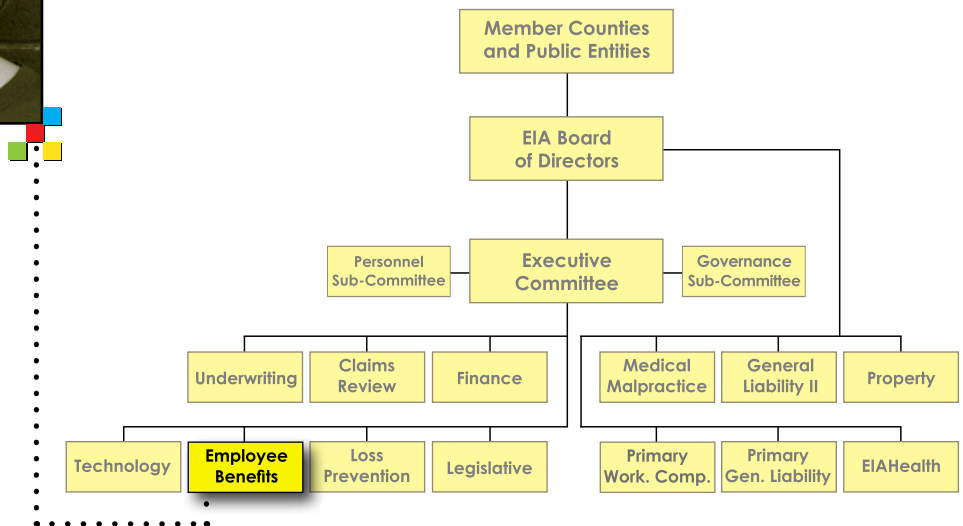 Member Counties
and Public Entities
EIA Board
of Directors
Personnel
Sub-Committee
Executive
Committee
Governance
Sub-Committee
Underwriting
Claims
Review
Finance
Medical
Malpractice
General
Liability II
Property
Technology
Employee
Benefits
Loss
Prevention
Legislative
Primary
Work. Comp.
Primary
Gen. Liability
EIAHealth